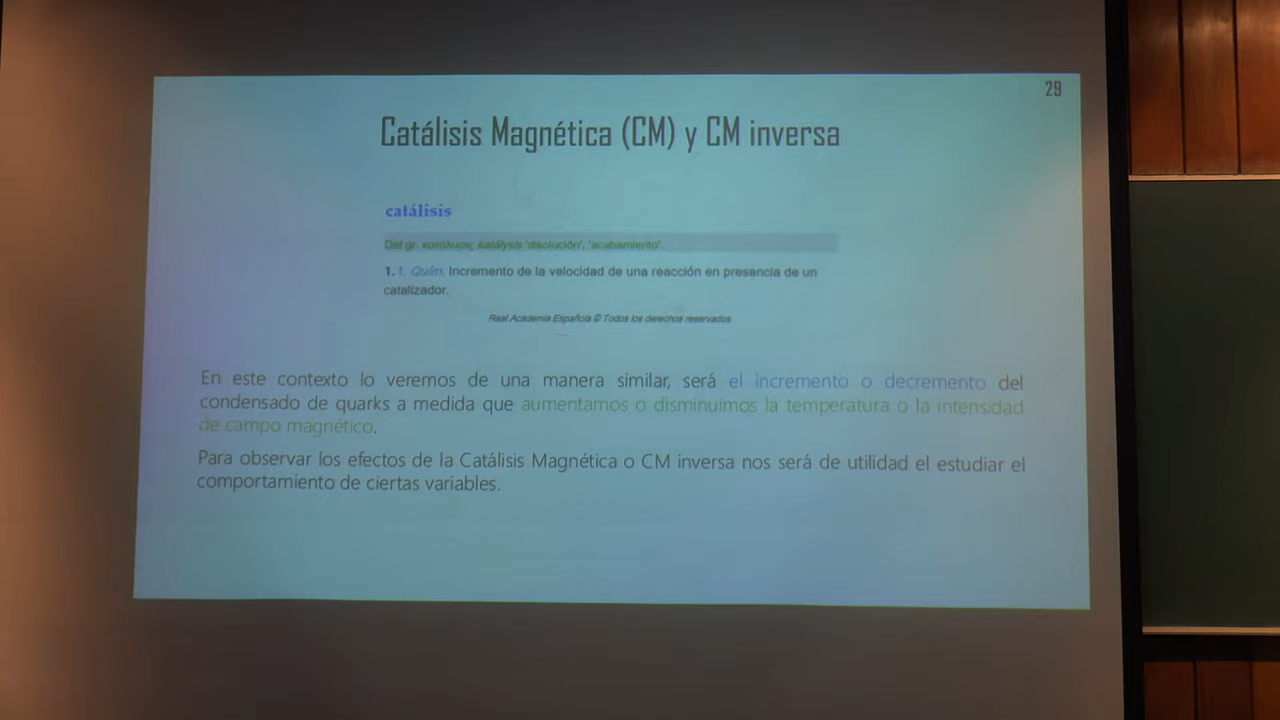 29
Catálisis Magnética (CM) y CM inversa
catálisis
Del gr. κατάλυσις katálysis 'disolución', 'acabamiento'.
1. f. Quím. Incremento de la velocidad de una reacción en presencia de un
catalizador.
Real Academia Española © Todos los derechos reservados
En este contexto lo veremos de una manera similar, será el incremento o decremento del
condensado de quarks a medida que aumentamos o disminuimos la temperatura o la intensidad
de campo magnético.
Para observar los efectos de la Catálisis Magnética o CM inversa nos será de utilidad el estudiar el
comportamiento de ciertas variables.